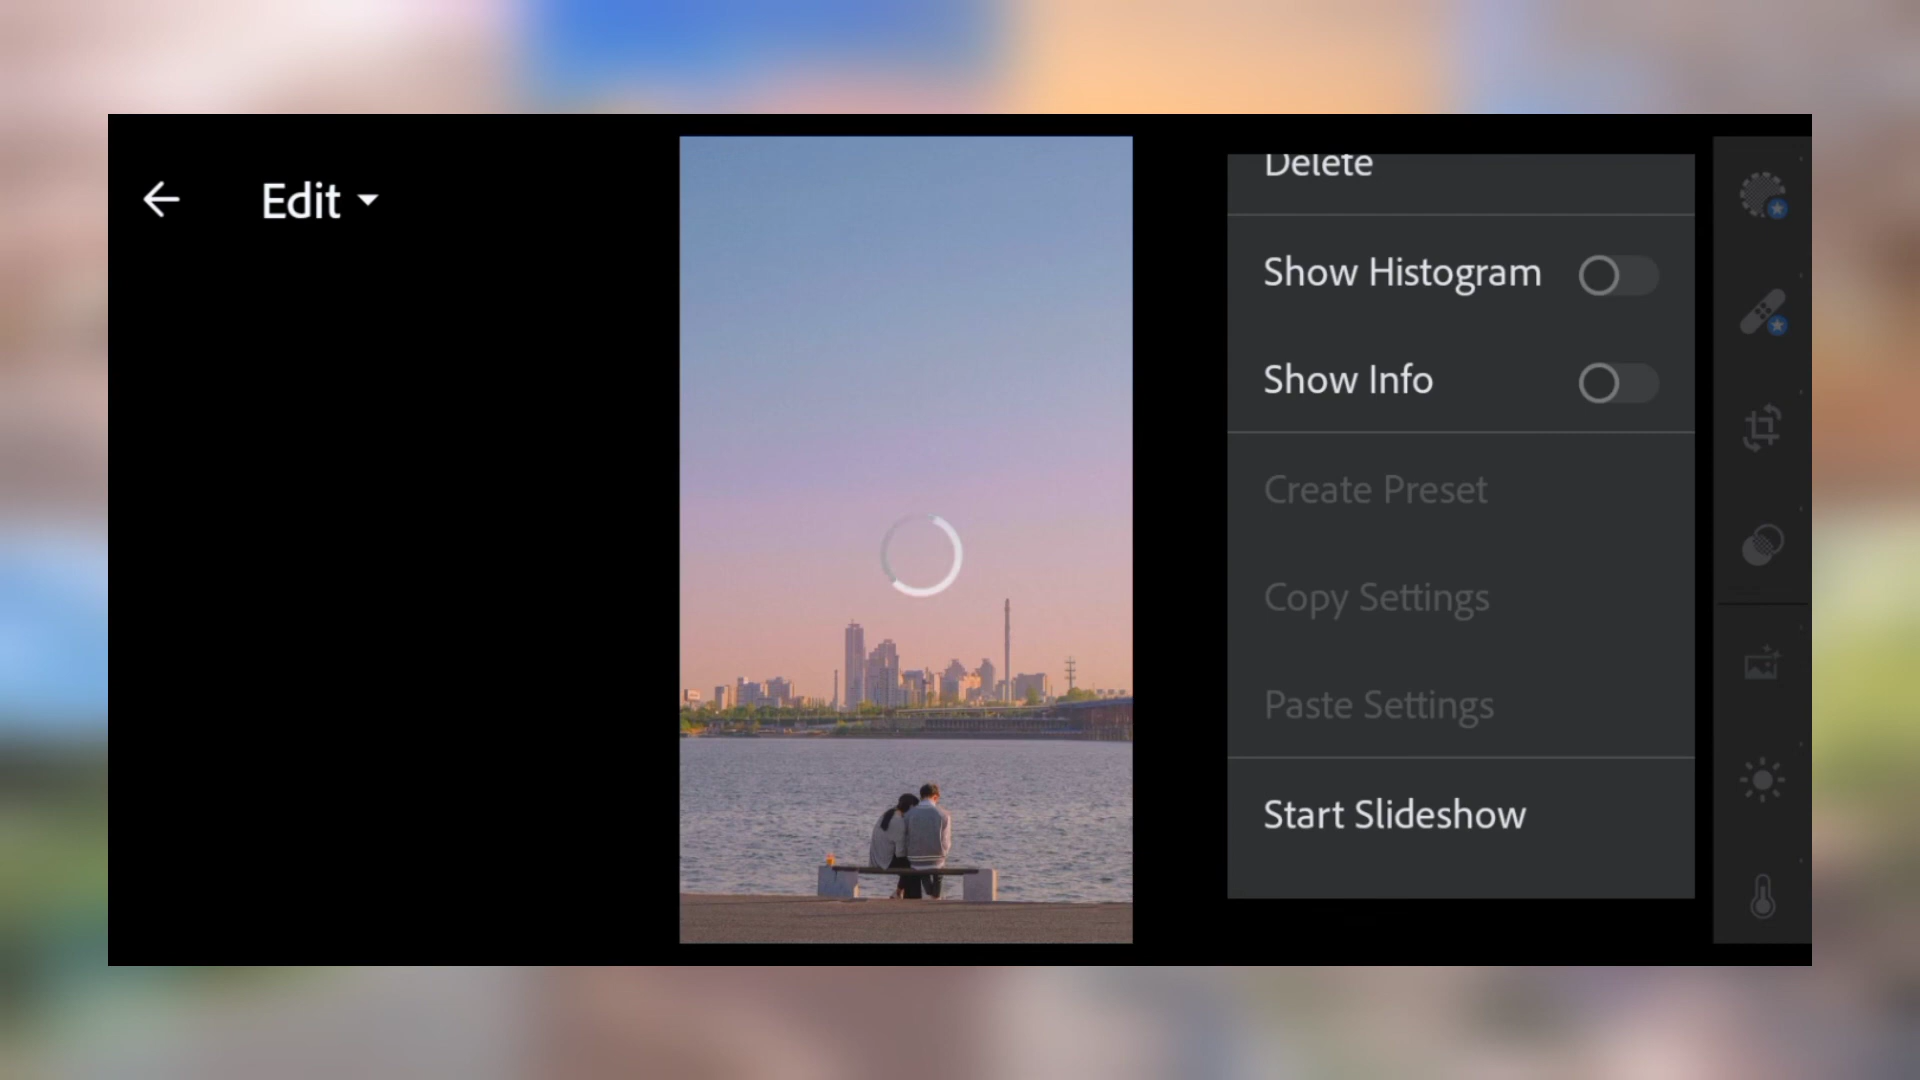 Edit
Delete
Show Histogram
Show Info
Create Preset
Copy Settings
Paste Settings
Start Slideshow